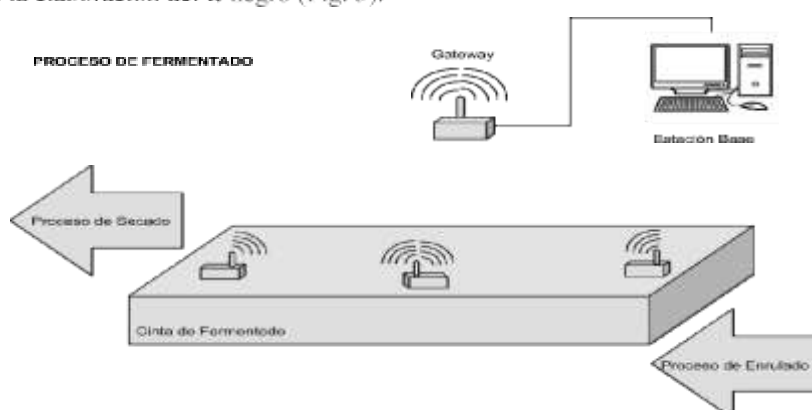 del té negro (Fig. 5).
PROCESO DE FERMENTADO
Gateway
Estación Base
Proceso de Secado
Cinta de Fermentado
Proceso de Enrulado